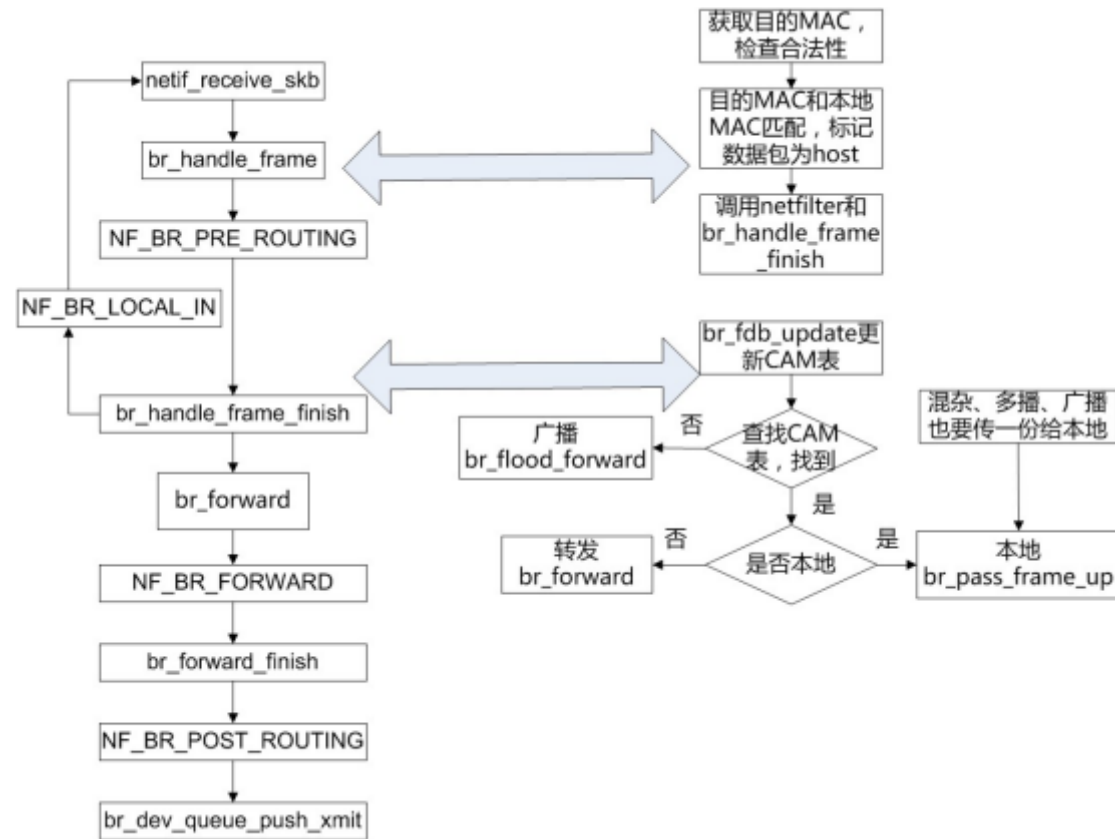 netif_receive_skb
br_handle_frame
NF_BR_PRE_ROUTING
NF_BR_LOCAL_IN
br_handle_frame_finish
br_forward
NF_BR_FORWARD
br_forward_finish
NF_BR_POST_ROUTING
br_dev_queue_push_xmit
获取目的MAC，
检查合法性
目的MAC和本地
MAC匹配，标记
数据包为host
调用netfilter和
br_handle_frame
_finish
br_fdb_update更
新CAM表
查找CAM
表，找到
否
广播
br_flood_forward
是
是否本地
否
转发
br_forward
是
本地
br_pass_frame_up
混杂、多播、广播
也要传一份给本地